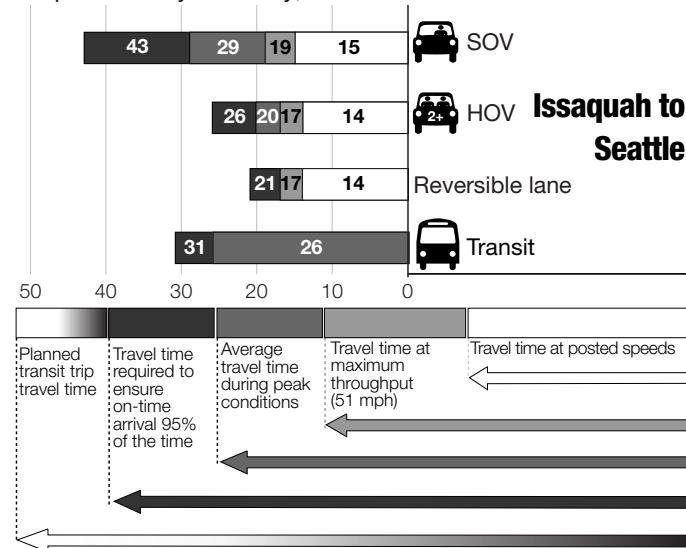 43 29 19 15 SOV
26 20 17 14 2+ HOV
Issaquah to
Seattle
21 17 14 Reversible lane
31 26 Transit
50 40 30 20 10 0
Planned
transit trip
travel time
Travel time
required to
ensure
on-time
arrival 95%
of the time
Average
travel time
during peak
conditions
Travel time at
maximum
throughput
(51 mph)
Travel time at posted speeds